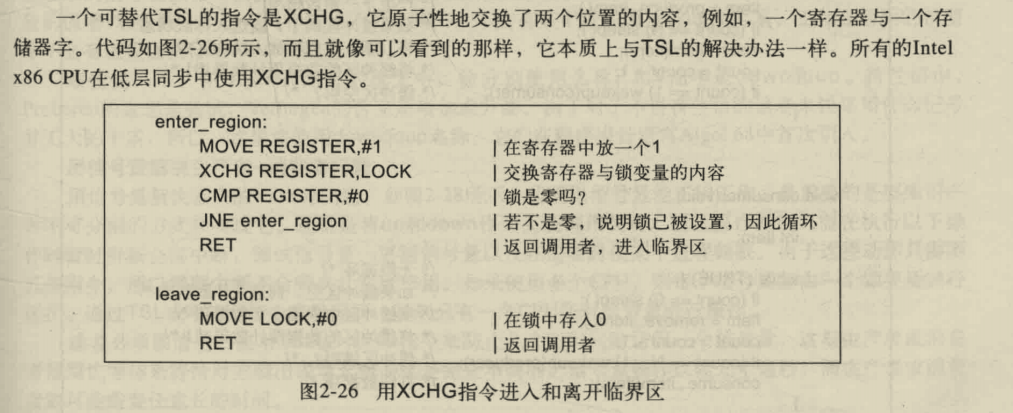 一个可替代TSL的指令是XCHG，它原子性地交换了两个位置的内容，例如，一个寄存器与一个存
储器字。代码如图2-26所示，而且就像可以看到的那样，它本质上与TSL的解决办法一样。所有的Intel
x86 CPU在低层同步中使用XCHG指令。
enter_region:
MOVE REGISTER,#1 | 在寄存器中放一个1
XCHG REGISTER,LOCK | 交换寄存器与锁变量的内容
CMP REGISTER,#0 | 锁是零吗？
JNE enter_region | 若不是零，说明锁已被设置，因此循环
RET | 返回调用者，进入临界区
leave_region:
MOVE LOCK,#0 | 在锁中存入0
RET | 返回调用者
图2-26 用XCHG指令进入和离开临界区